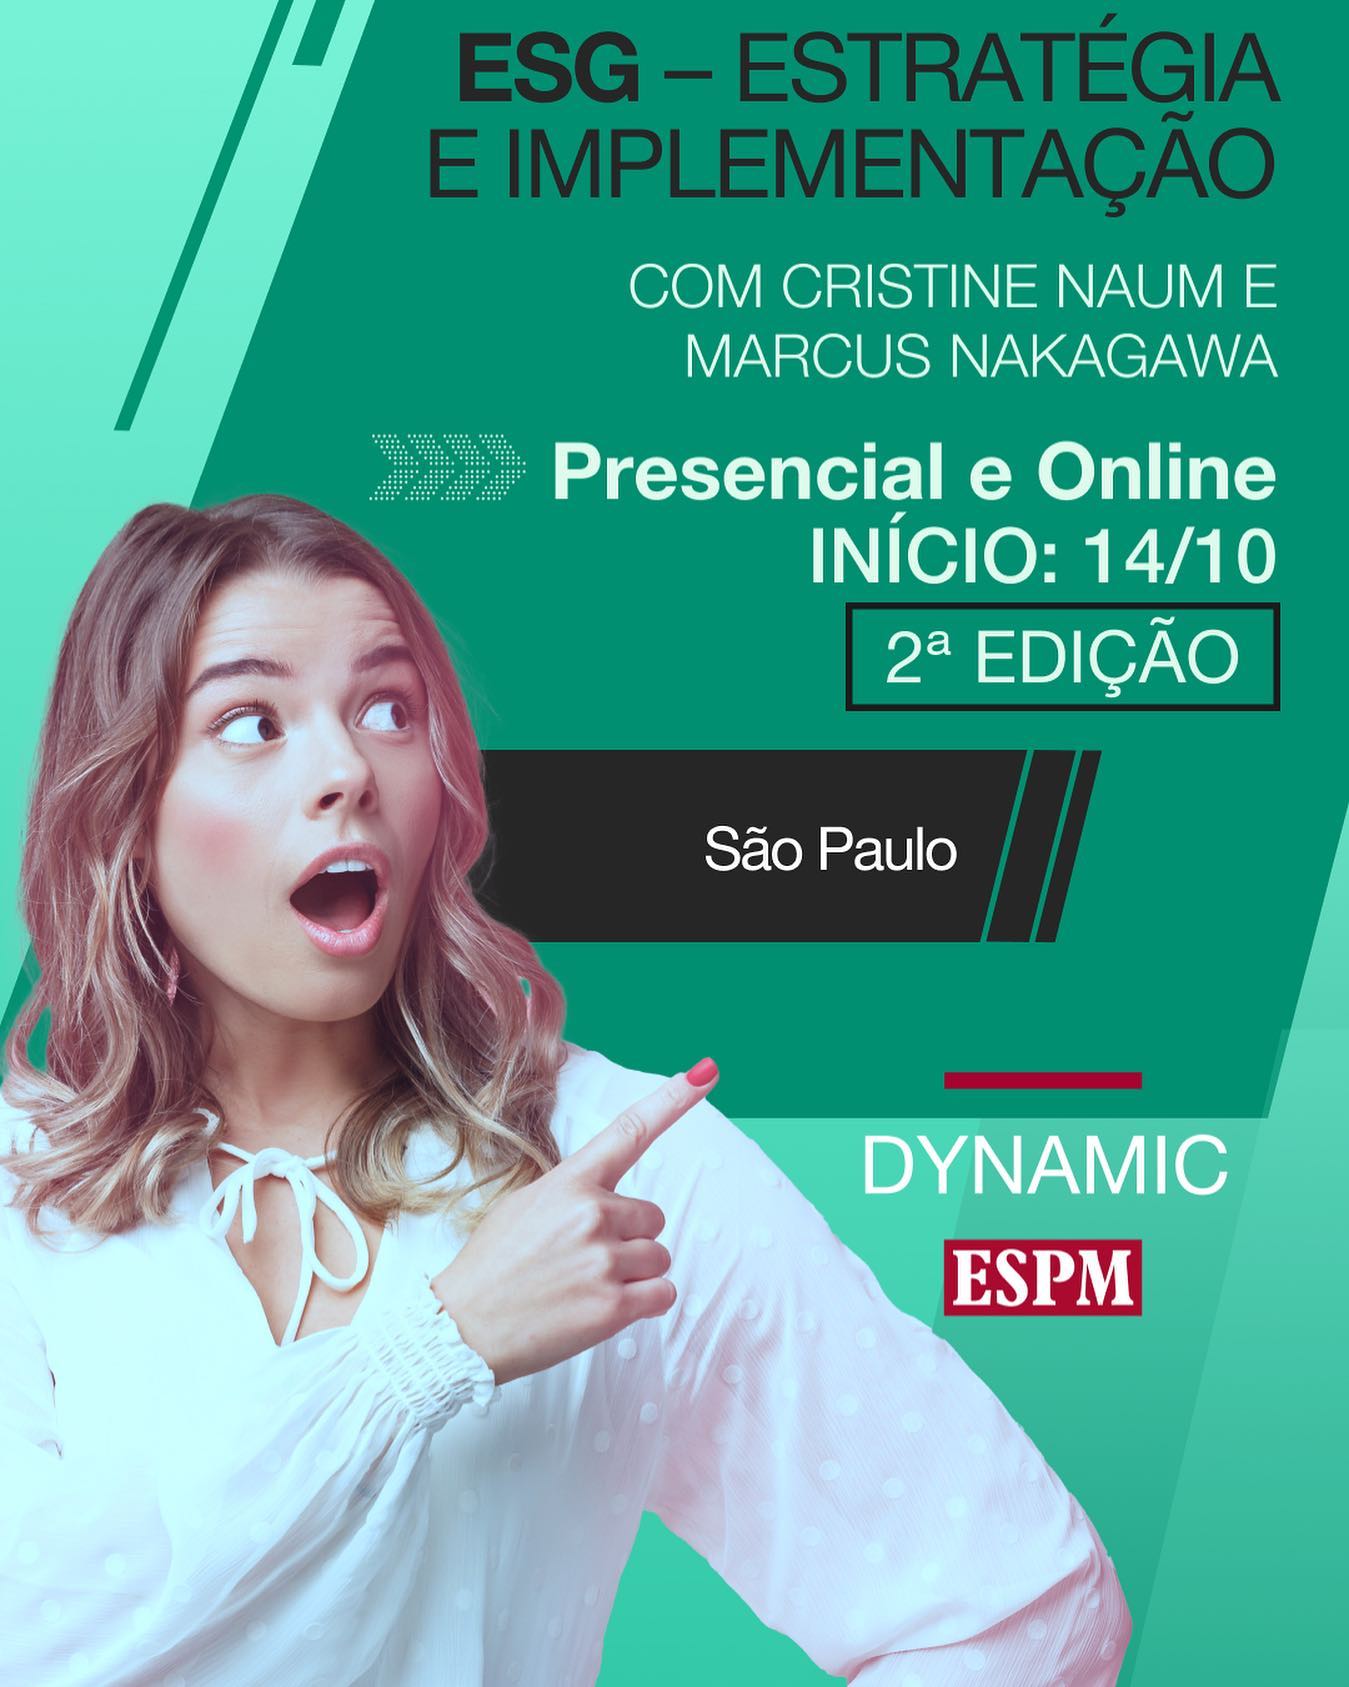 ESG – ESTRATÉGIA
E IMPLEMENTAÇÃO
COM CRISTINE NAUM E
MARCUS NAKAGAWA
Presencial e Online
INÍCIO: 14/10
2ª EDIÇÃO
São Paulo
DYNAMIC
ESPM